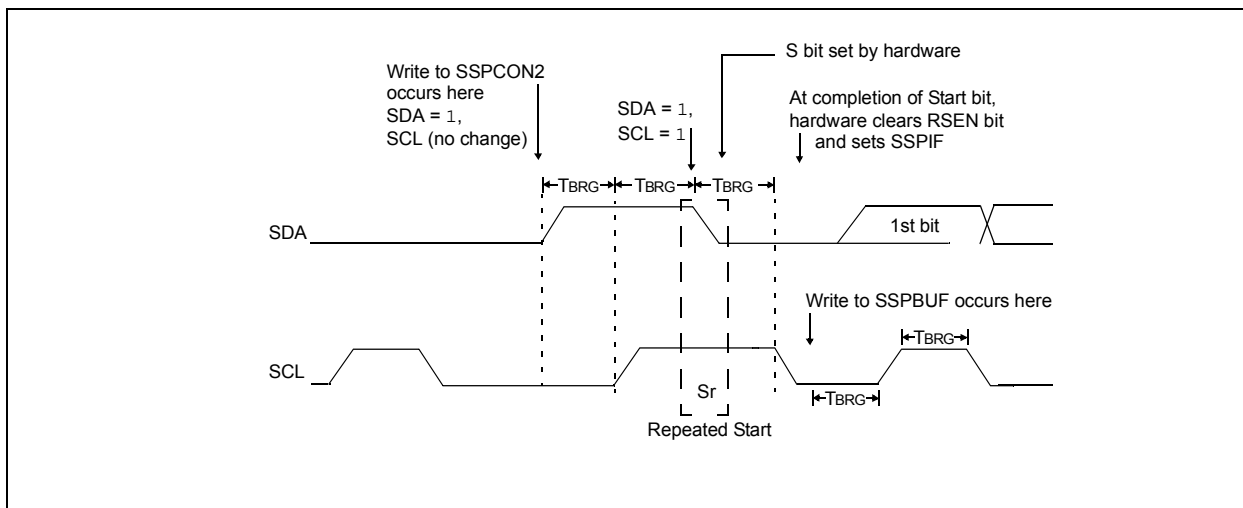 S bit set by hardware
Write to SSPCON2
occurs here
SDA = 1,
SCL (no change)
SDA = 1,
SCL = 1
At completion of Start bit,
hardware clears RSEN bit
and sets SSPIF
TBRG TBRG TBRG
SDA
1st bit
Write to SSPBUF occurs here
TBRG
SCL
Sr
TBRG
Repeated Start